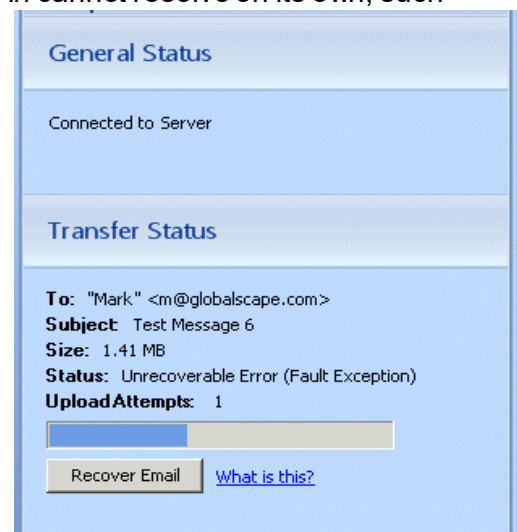 General Status
Connected to Server
Transfer Status
To: "Mark" <m@globalscape.com>
Subject: Test Message 6
Size: 1.41 MB
Status: Unrecoverable Error (Fault Exception)
Upload Attempts: 1
Recover Email What is this?